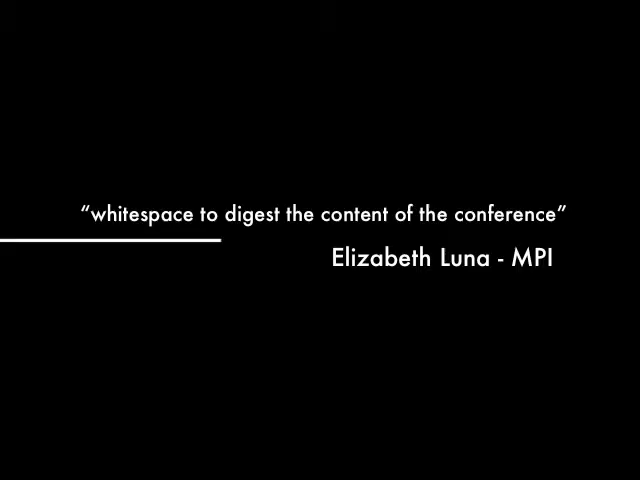 “whitespace to digest the content of the conference”
Elizabeth Luna - MPI